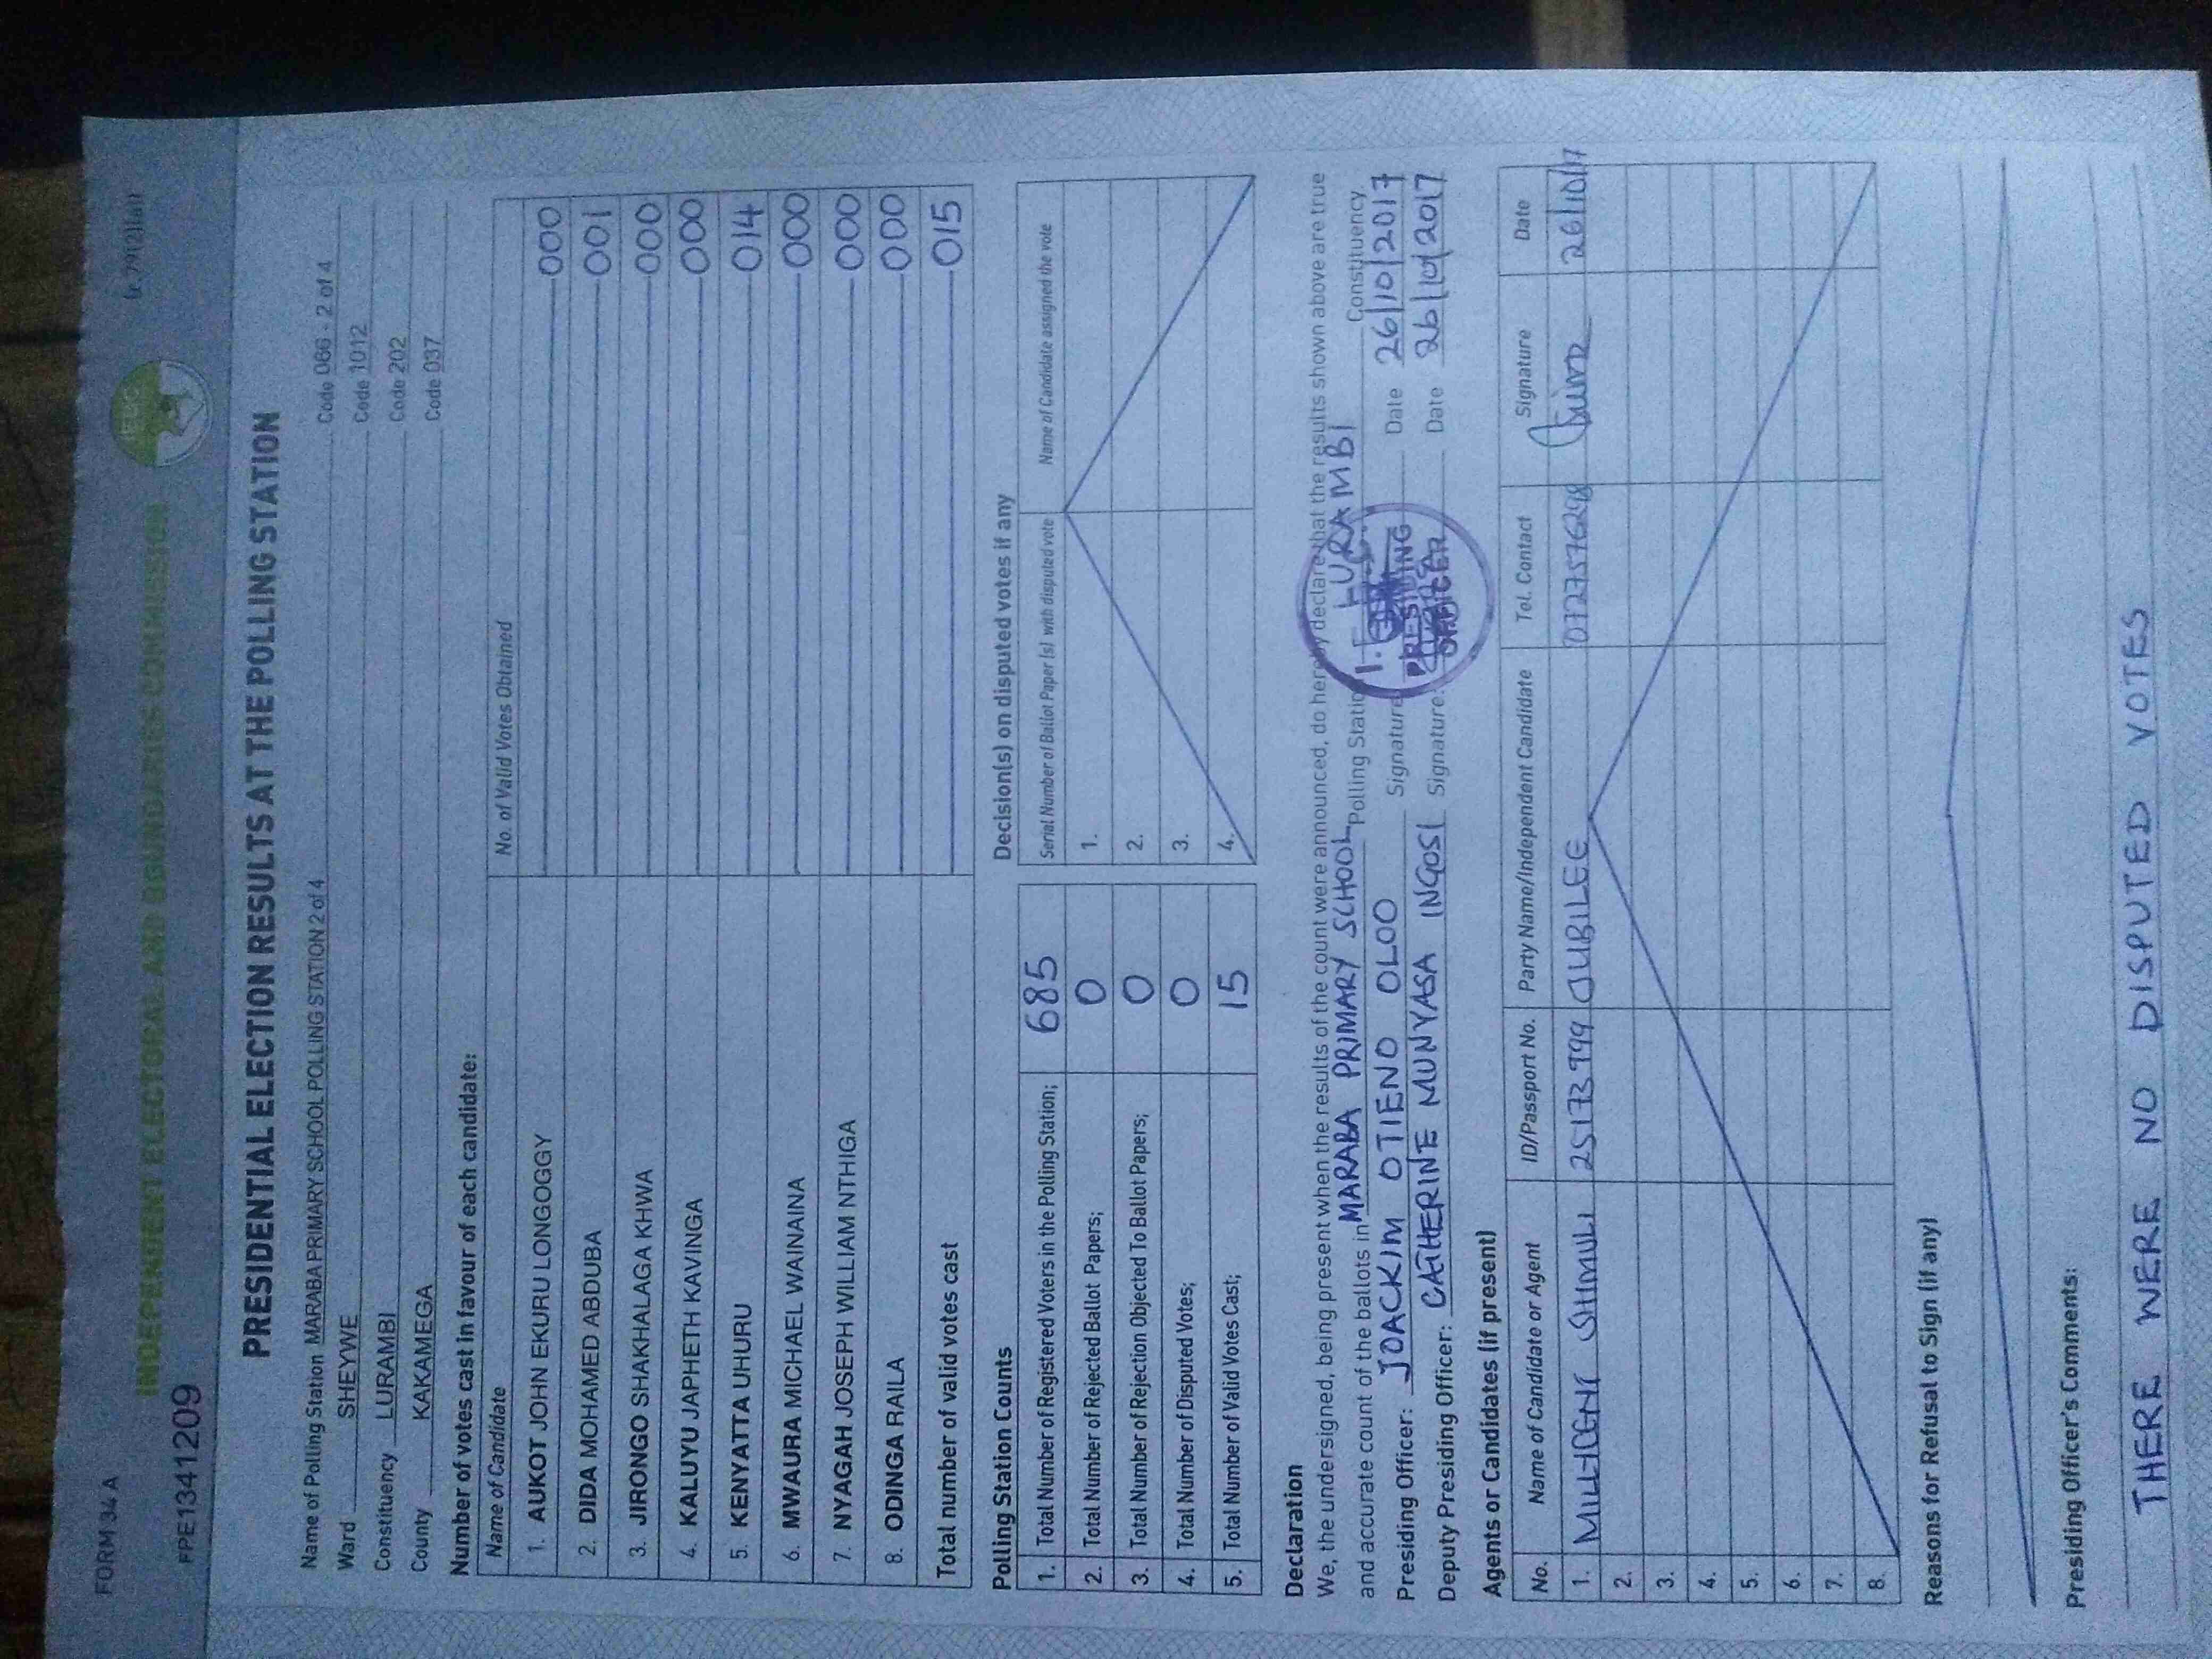 FORM 34 A
(r.79(2)(a))
INDEPENDENT ELECTORAL AND BOUNDARIES COMMISSION
IEBC
FPE1341209
PRESIDENTIAL ELECTION RESULTS AT THE POLLING STATION
Name of Polling Station MARABA PRIMARY SCHOOL POLLING STATION 2 of 4 Code 066 - 2 of 4
Ward SHEYWE Code 1012
Constituency LURAMBI Code 202
County KAKAMEGA Code 037
Number of votes cast in favour of each candidate:
Name of Candidate No. of Valid Votes Obtained
1. AUKOT JOHN EKURU LONGOGGY 000
2. DIDA MOHAMED ABDUBA 001
3. JIRONGO SHAKHALAGA KHWA 000
4. KALUYU JAPHETH KAVINGA 000
5. KENYATTA UHURU 014
6. MWAURA MICHAEL WAINAINA 000
7. NYAGAH JOSEPH WILLIAM NTHIGA 000
8. ODINGA RAILA 000
Total number of valid votes cast 015
Polling Station Counts
1. Total Number of Registered Voters in the Polling Station; 685
2. Total Number of Rejected Ballot Papers; 0
3. Total Number of Rejection Objected To Ballot Papers; 0
4. Total Number of Disputed Votes; 0
5. Total Number of Valid Votes Cast; 15
Decision(s) on disputed votes if any
Serial Number of Ballot Paper (s) with disputed vote Name of Candidate assigned the vote
1.
2.
3.
4.
Declaration
We, the undersigned, being present when the results of the count were announced, do hereby declare that the results shown above are true
and accurate count of the ballots in MARABA PRIMARY SCHOOL Polling Station LURAMBI Constituency
Presiding Officer: JOACKIM OTIENO OLOO Signature Date 26/10/2017
Deputy Presiding Officer: CATHERINE MUNYASA INGOSI Signature Date 26/10/2017
PRESIDING
OFFICER
Agents or Candidates (if present)
No. Name of Candidate or Agent ID/Passport No. Party Name/Independent Candidate Tel. Contact Signature Date
1. SHIMULI 25173799 JUBILEE 26/10/17
2.
3.
4.
5.
6.
7.
8.
Reasons for Refusal to Sign (if any)
Presiding Officer's Comments:
THERE WERE NO DISPUTED VOTES